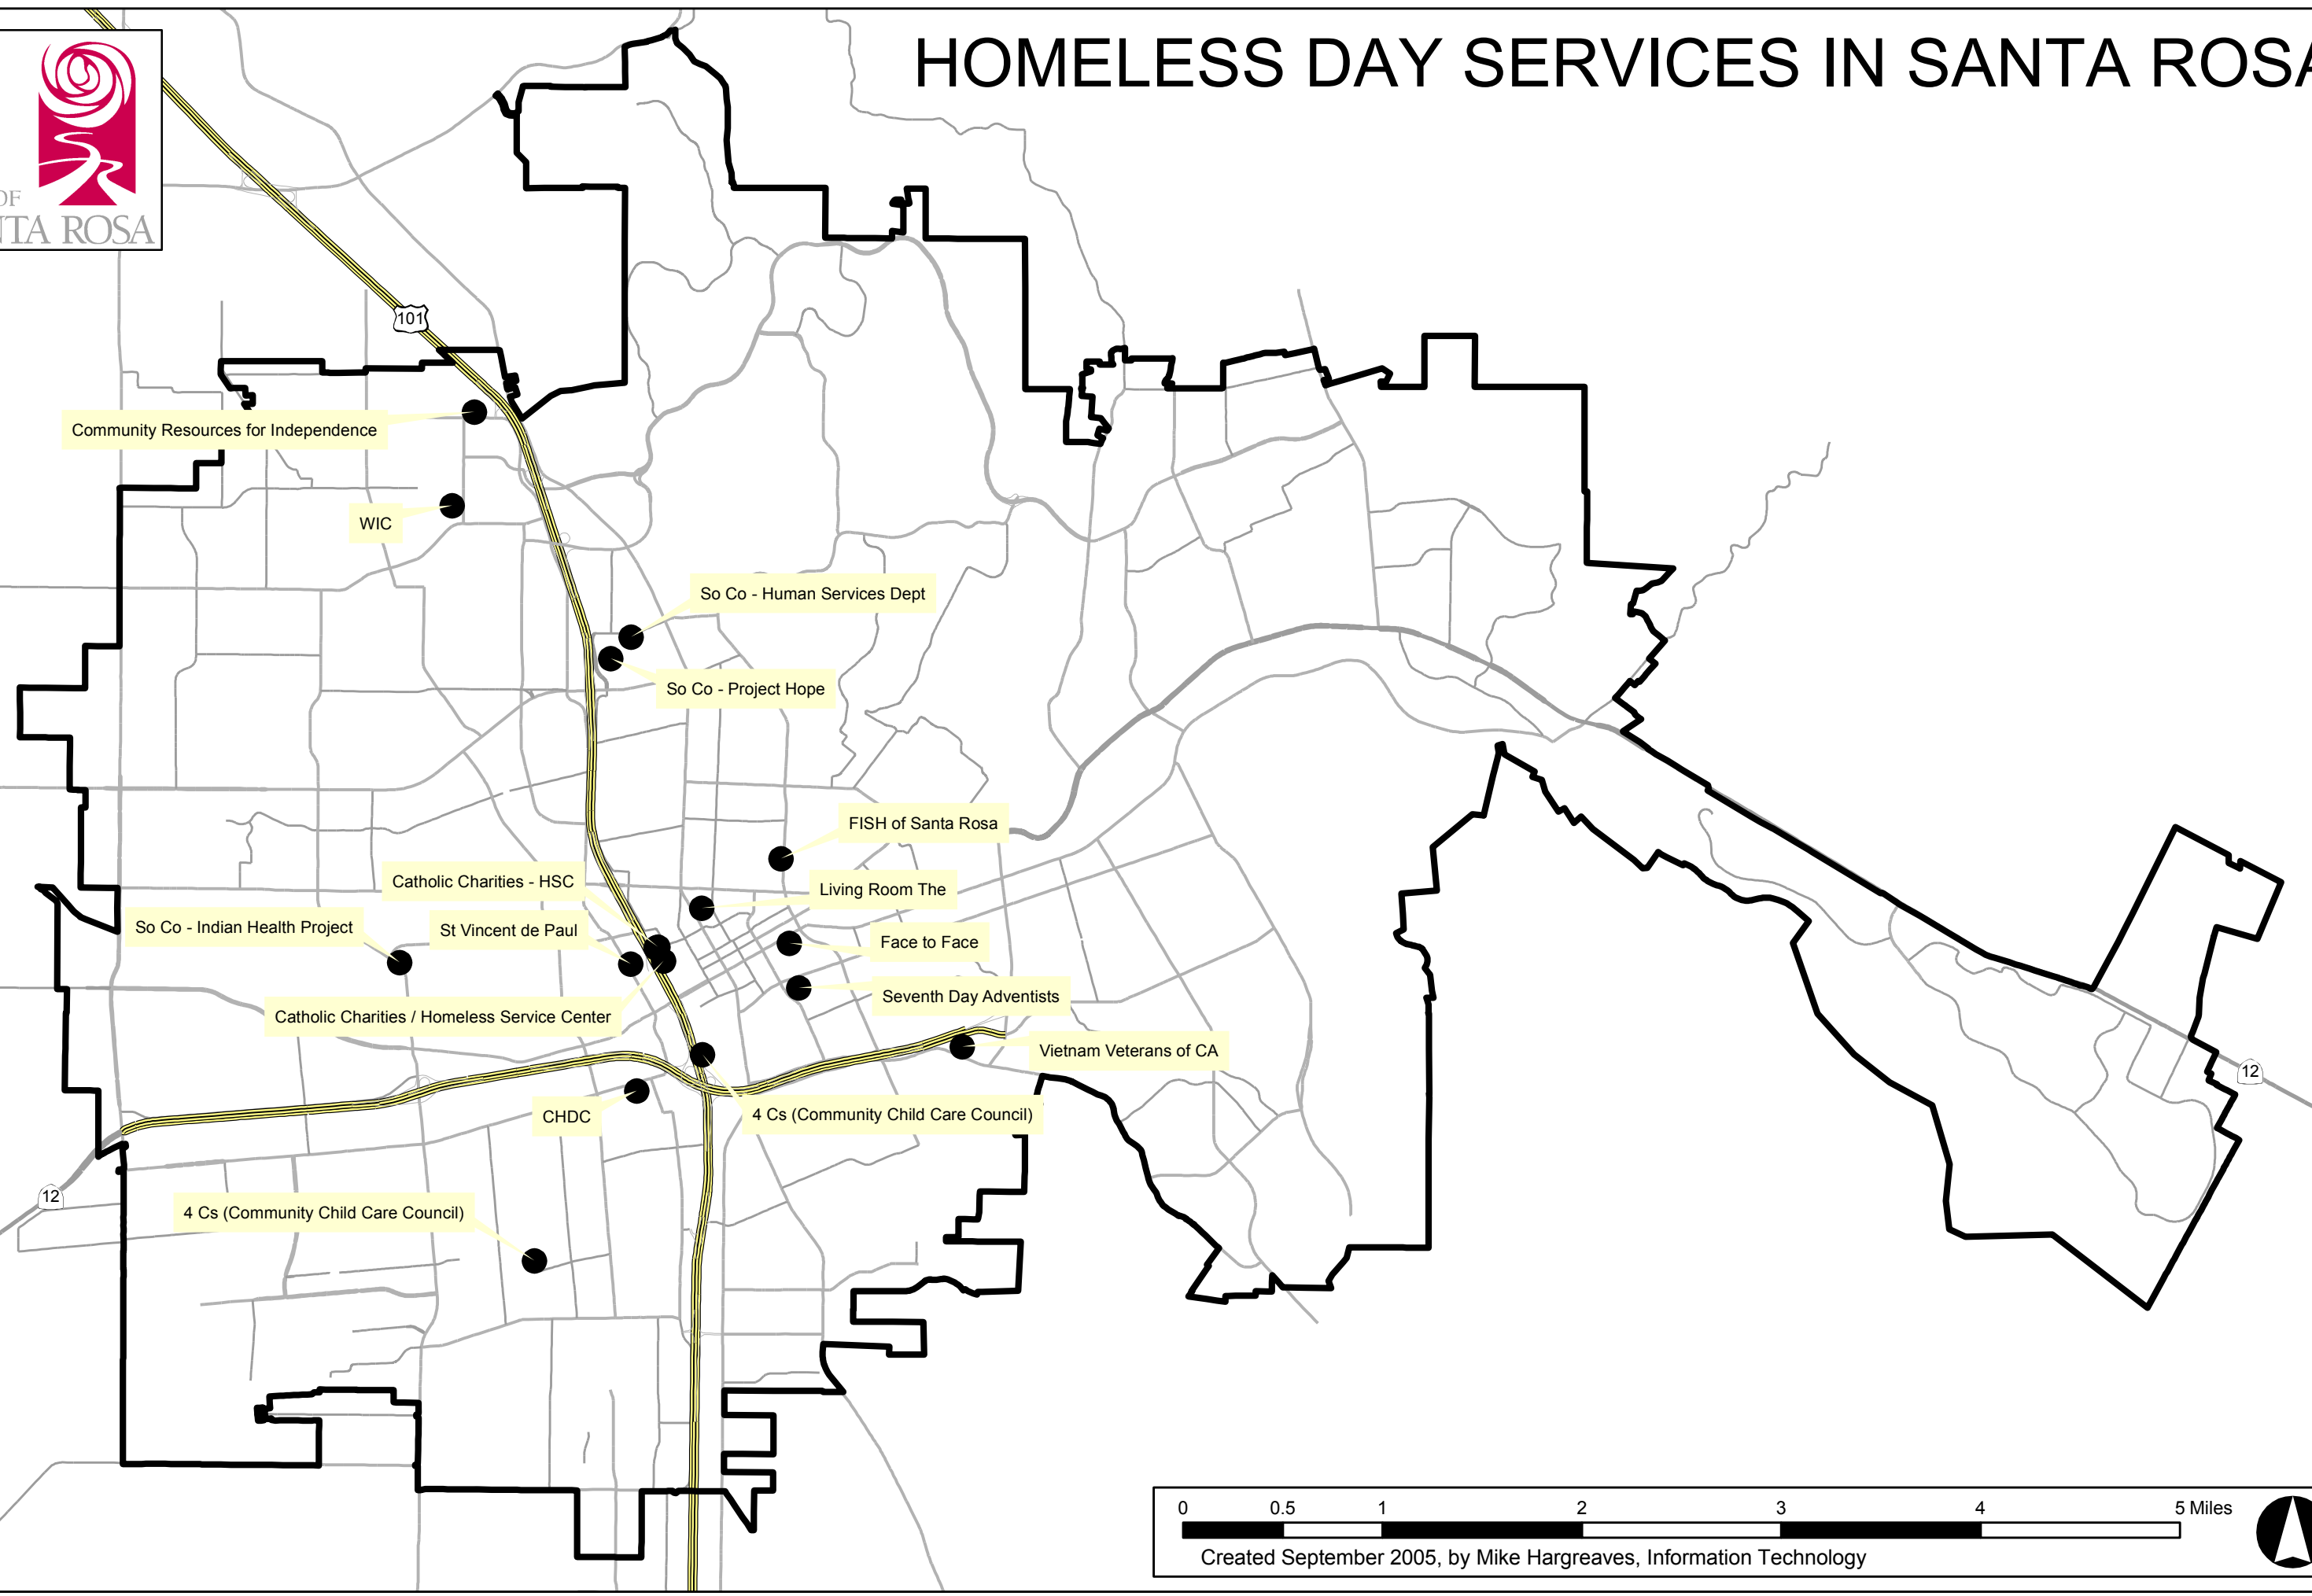 HOMELESS DAY SERVICES IN SANTA ROSA
OF
NTA ROSA
101
Community Resources for Independence
WIC
So Co - Human Services Dept
So Co - Project Hope
FISH of Santa Rosa
Catholic Charities - HSC
Living Room The
So Co - Indian Health Project
St Vincent de Paul
Face to Face
Seventh Day Adventists
Catholic Charities / Homeless Service Center
Vietnam Veterans of CA
12
CHDC
4 Cs (Community Child Care Council)
12
4 Cs (Community Child Care Council)
0 0.5 1 2 3 4 5 Miles
Created September 2005, by Mike Hargreaves, Information Technology